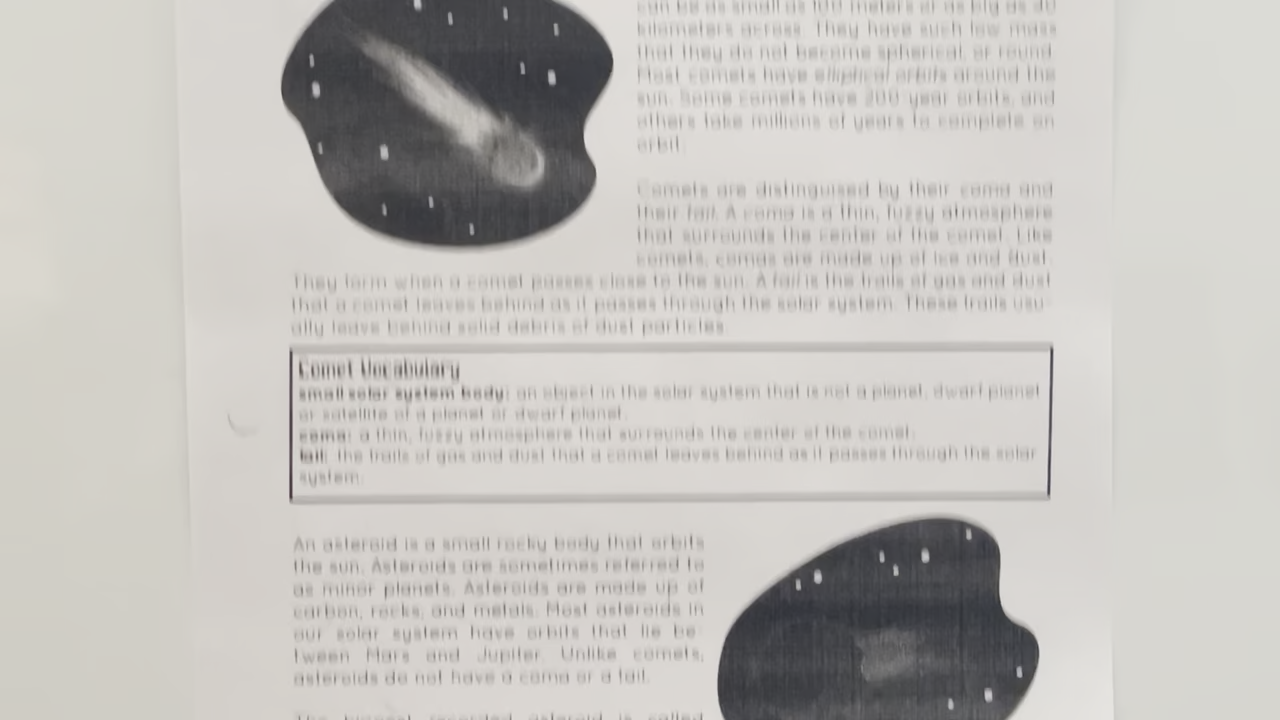 can be as small as 100 meters or as big as 40
kilometers across. They have such low mass
that they do not become spherical, or round.
Most comets have elliptical orbits around the
sun. Some comets have 200 year orbits, and
others take millions of years to complete an
orbit.
Comets are distinguised by their coma and
their tail. A coma is a thin, fuzzy atmosphere
that surrounds the center of the comet. Like
comets, comas are made up of ice and dust.
They form when a comet passes close to the sun. A tail is the trails of gas and dust
that a comet leaves behind as it passes through the solar system. These trails usu-
ally leave behind solid debris of dust particles.
Comet Vocabulary
small solar system body: an object in the solar system that is not a planet, dwarf planet
or satellite of a planet or dwarf planet.
coma: a thin, fuzzy atmosphere that surrounds the center of the comet.
tail: the trails of gas and dust that a comet leaves behind as it passes through the solar
system.
An asteroid is a small rocky body that orbits
the sun. Asteroids are sometimes referred to
as minor planets. Asteroids are made up of
carbon, rocks, and metals. Most asteroids in
our solar system have orbits that lie be-
tween Mars and Jupiter. Unlike comets,
asteroids do not have a coma or a tail.
The biggest recorded asteroid is called